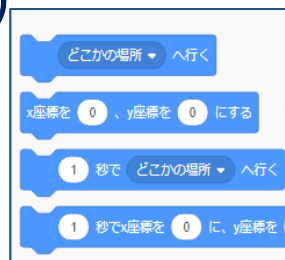 どこかの場所 へ行く
x座標を 0 、y座標を 0 にする
1 秒で どこかの場所 へ行く
1 秒でx座標を 0 に、y座標を